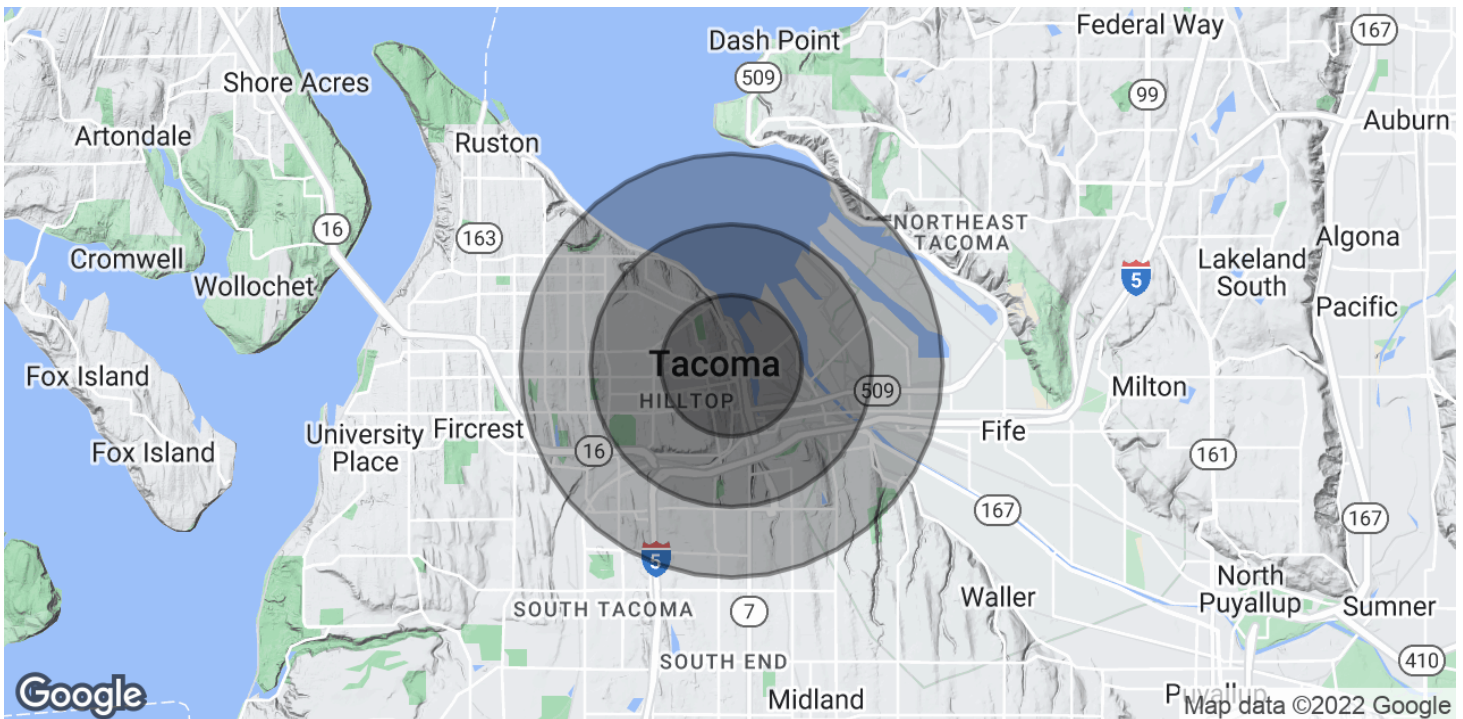 Federal Way
167
Dash Point
509
Shore Acres
99
Auburn
Artondale
Ruston
16
163
NORTHEAST
TACOMA
Algona
Cromwell
Lakeland
South
Wollochet
5
Pacific
Tacoma
Fox Island
HILLTOP
509
Milton
University
Place
Fircrest
Fife
Fox Island
16
161
167
167
5
North
Puyallup
Waller
Sumner
SOUTH TACOMA
7
SOUTH END
410
Google
Midland
Puyallup
Map data ©2022 Google